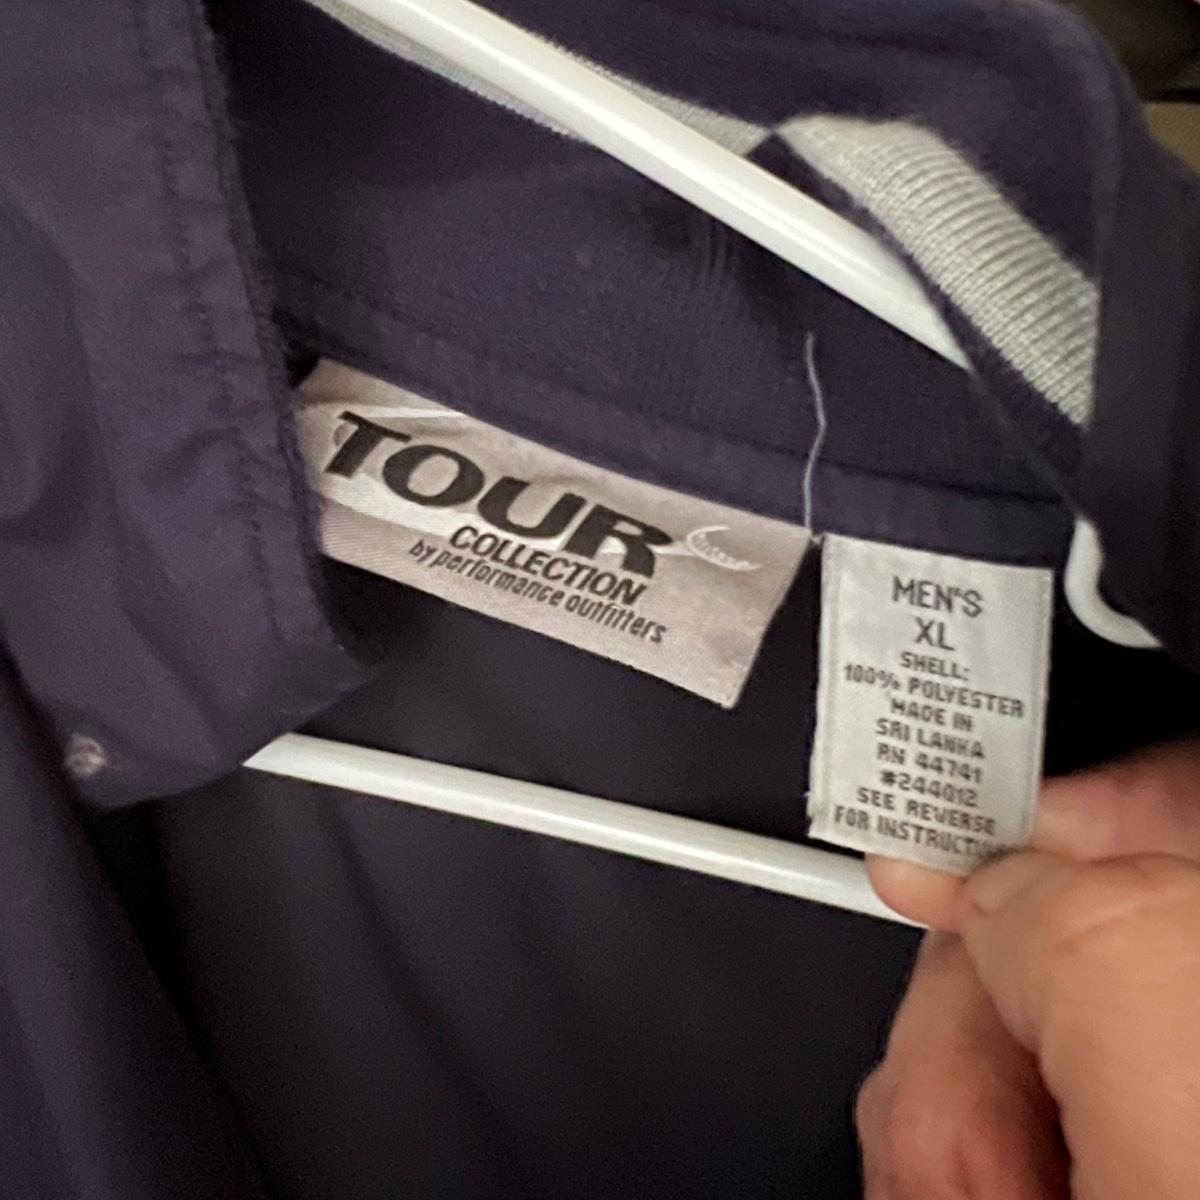 TOUR
COLLECTION
by performance outfitters
MEN'S
XL
SHELL:
100% POLYESTER
MADE IN
SRI LANKA
RN 44741
#244012
SEE REVERSE
FOR